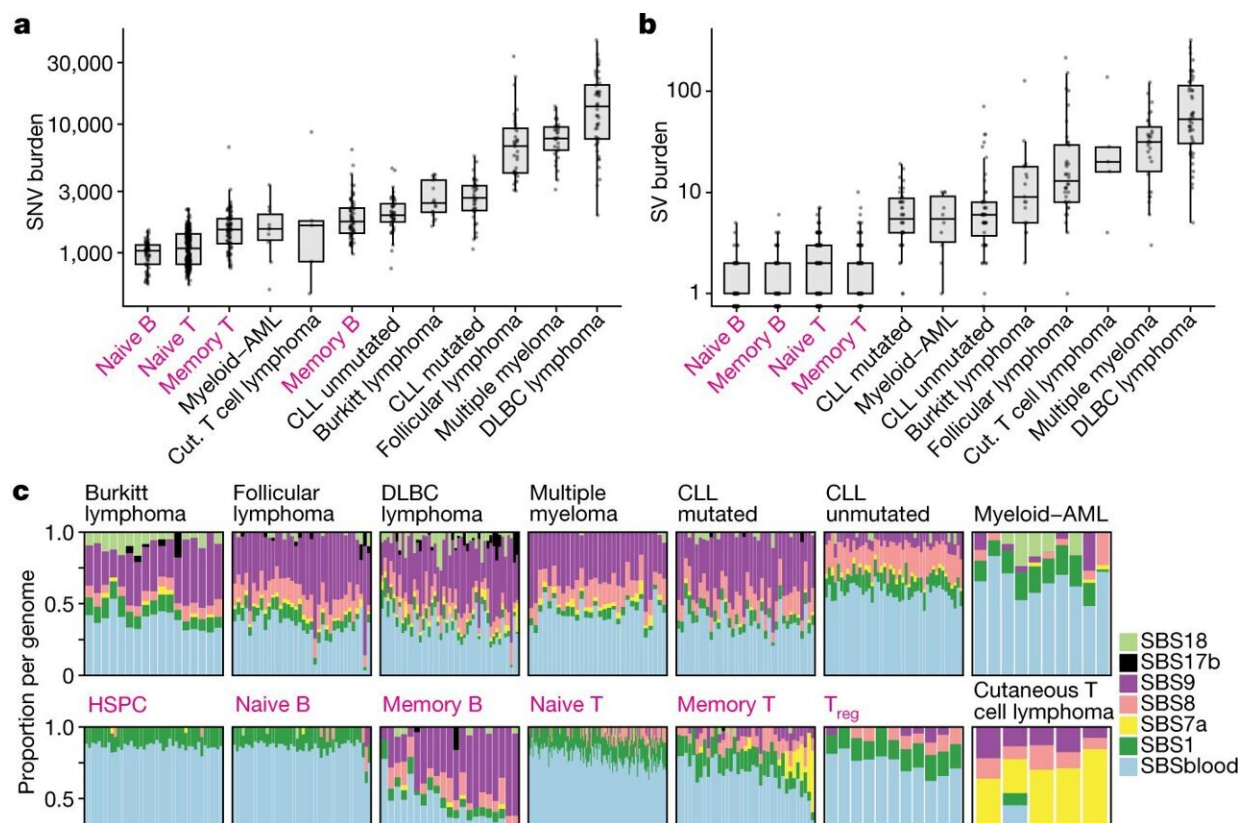 a
SNV burden
30,000
10,000
3,000
1,000
Naive B
Naive T
Memory T
Myeloid–AML
Cut. T cell lymphoma
Memory B
CLL unmutated
Burkitt lymphoma
CLL mutated
Follicular lymphoma
Multiple myeloma
DLBC lymphoma
b
SV burden
100
10
1
Naive B
Memory B
Naive T
Memory T
CLL mutated
Myeloid–AML
CLL unmutated
Burkitt lymphoma
Follicular lymphoma
Cut. T cell lymphoma
Multiple myeloma
DLBC lymphoma
c
Proportion per genome
Burkitt
lymphoma
Follicular
lymphoma
DLBC
lymphoma
Multiple
myeloma
CLL
mutated
CLL
unmutated
Myeloid–AML
1.0
0.5
0
HSPC
Naive B
Memory B
Naive T
Memory T
Treg
Cutaneous T
cell lymphoma
1.0
0.5
SBS18
SBS17b
SBS9
SBS8
SBS7a
SBS1
SBSblood